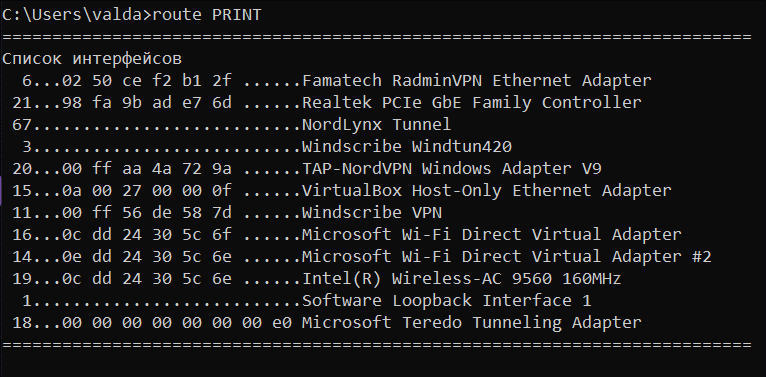 C:\Users\valda>route PRINT
===========================================================================
Список интерфейсов
  6...02 50 ce f2 b1 2f ......Famatech RadminVPN Ethernet Adapter
 21...98 fa 9b ad e7 6d ......Realtek PCIe GbE Family Controller
 67...........................NordLynx Tunnel
  3...........................Windscribe Windtun420
 20...00 ff aa 4a 72 9a ......TAP-NordVPN Windows Adapter V9
 15...0a 00 27 00 00 0f ......VirtualBox Host-Only Ethernet Adapter
 11...00 ff 56 de 58 7d ......Windscribe VPN
 16...0c dd 24 30 5c 6f ......Microsoft Wi-Fi Direct Virtual Adapter
 14...0e dd 24 30 5c 6e ......Microsoft Wi-Fi Direct Virtual Adapter #2
 19...0c dd 24 30 5c 6e ......Intel(R) Wireless-AC 9560 160MHz
  1...........................Software Loopback Interface 1
 18...00 00 00 00 00 00 00 e0 Microsoft Teredo Tunneling Adapter
===========================================================================